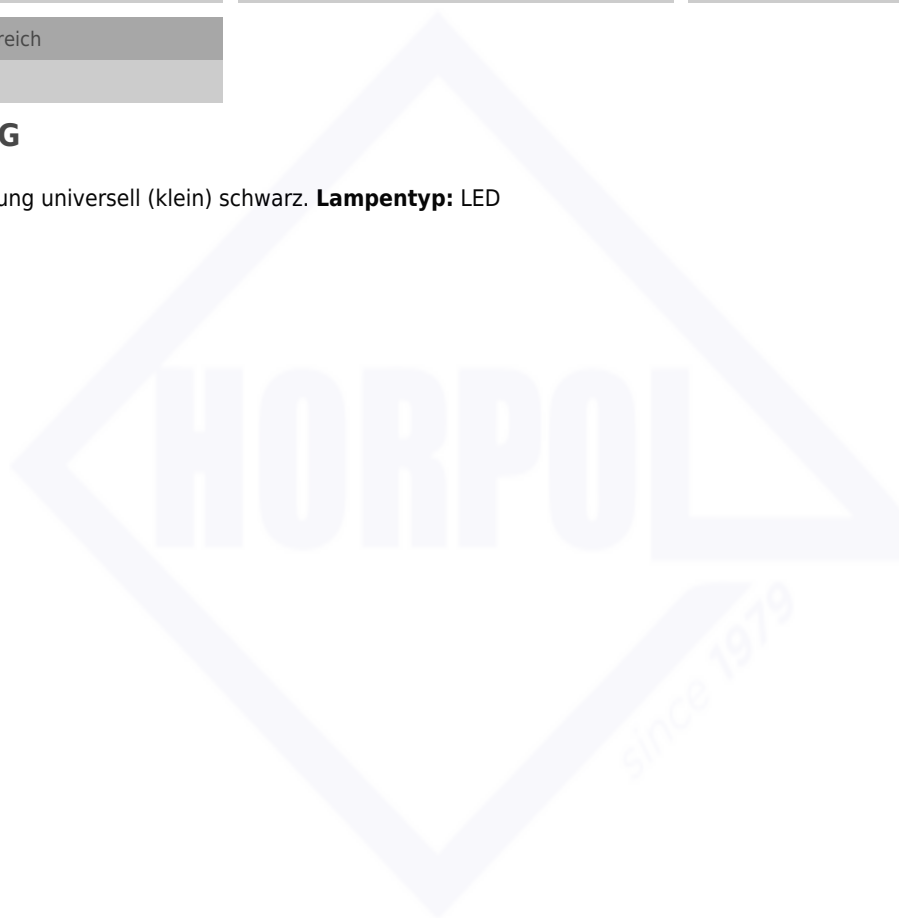 reich
G
ung universell (klein) schwarz. Lampentyp: LED
HORPOL
since 1979